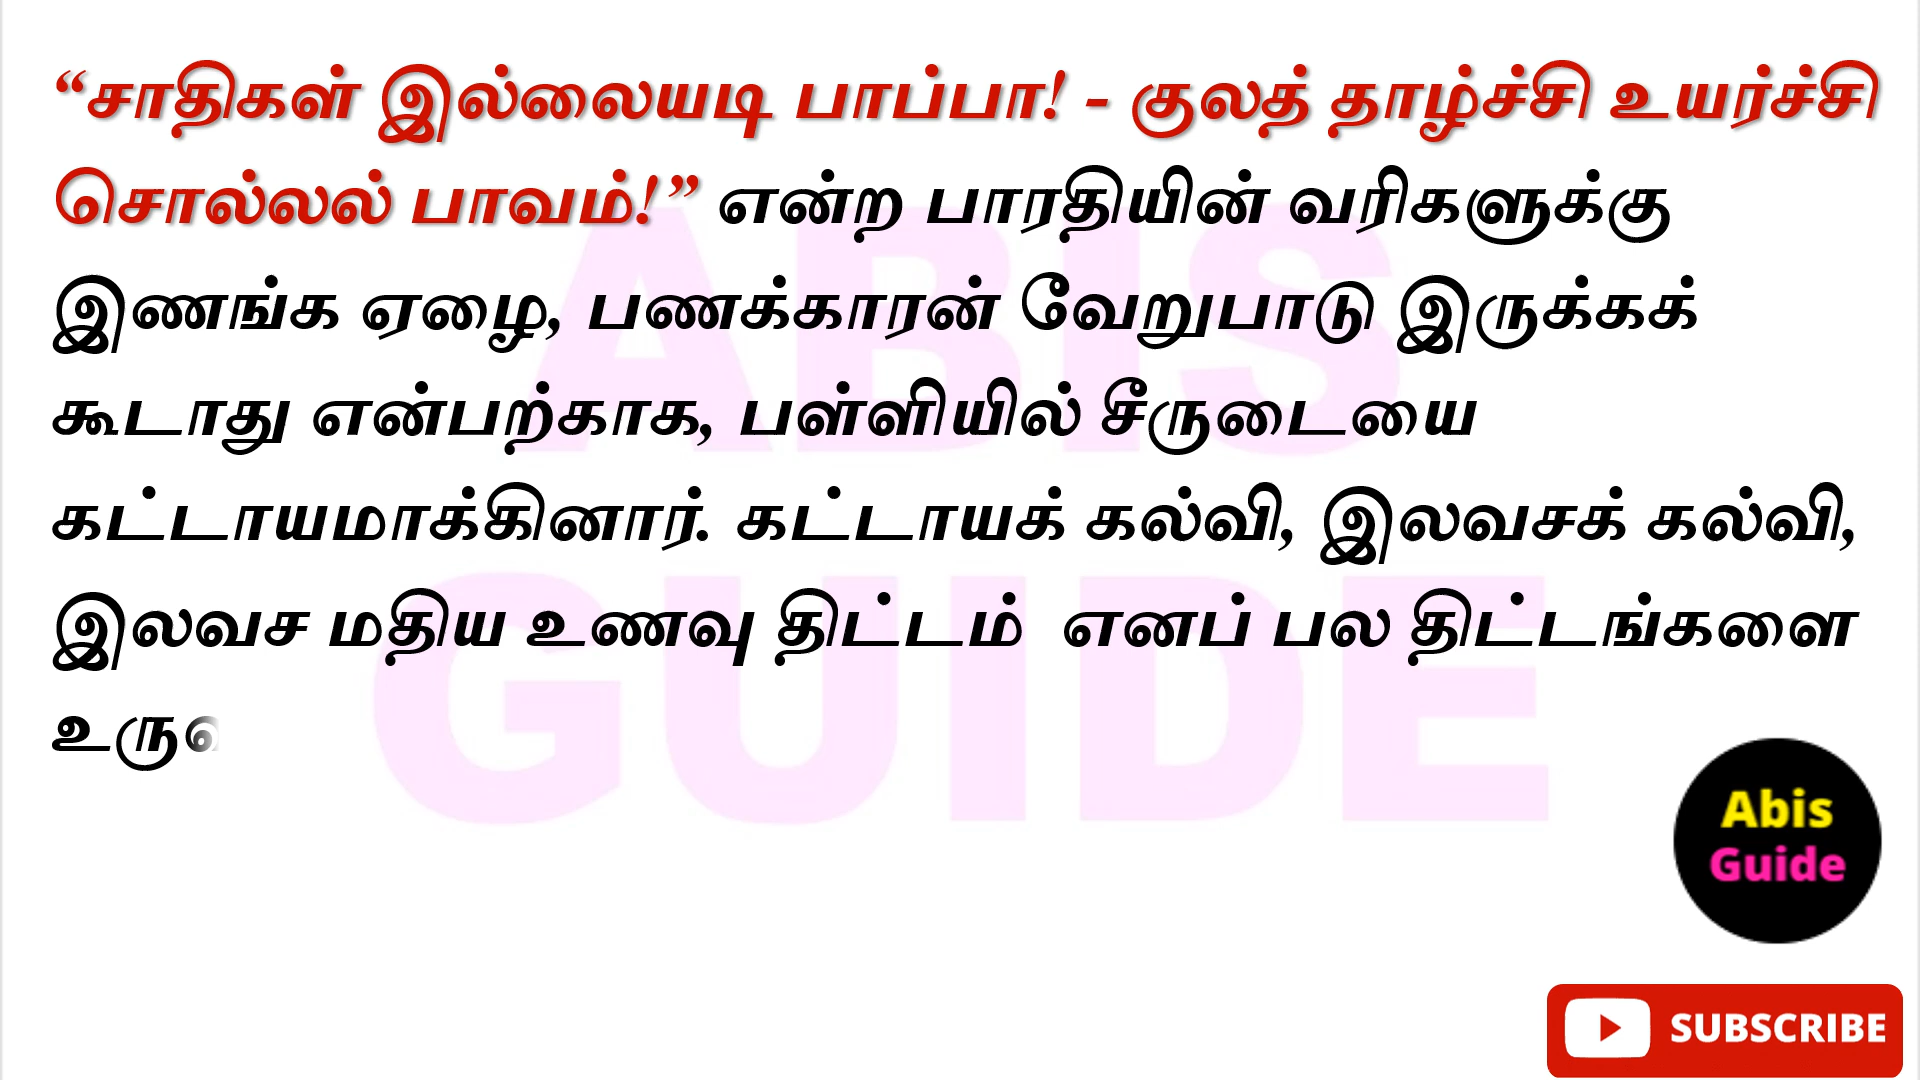 “சாதிகள் இல்லையடி பாப்பா! - குலத் தாழ்ச்சி உயர்ச்சி
சொல்லல் பாவம்!” என்ற பாரதியின் வரிகளுக்கு
இணங்க ஏழை, பணக்காரன் வேறுபாடு இருக்கக்
கூடாது என்பற்காக, பள்ளியில் சீருடையை
கட்டாயமாக்கினார். கட்டாயக் கல்வி, இலவசக் கல்வி,
இலவச மதிய உணவு திட்டம் எனப் பல திட்டங்களை
ABIS
GUIDE
Abis
Guide
SUBSCRIBE